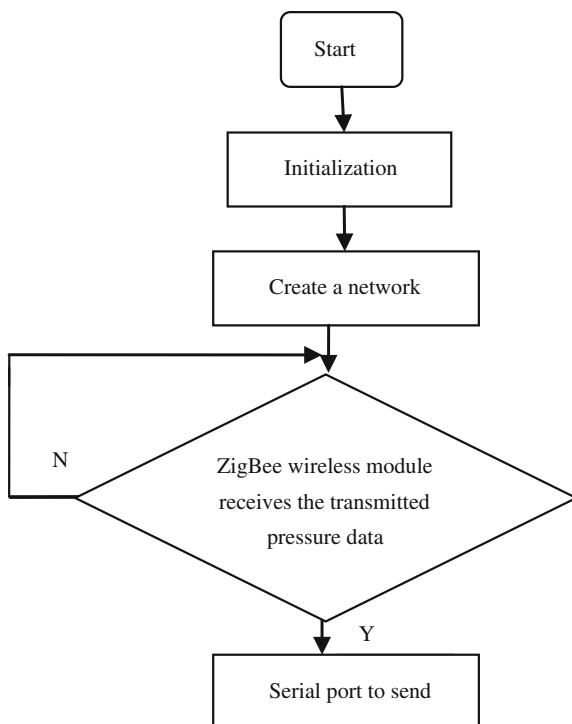 Start
Initialization
Create a network
N
ZigBee wireless module
receives the transmitted
pressure data
Y
Serial port to send